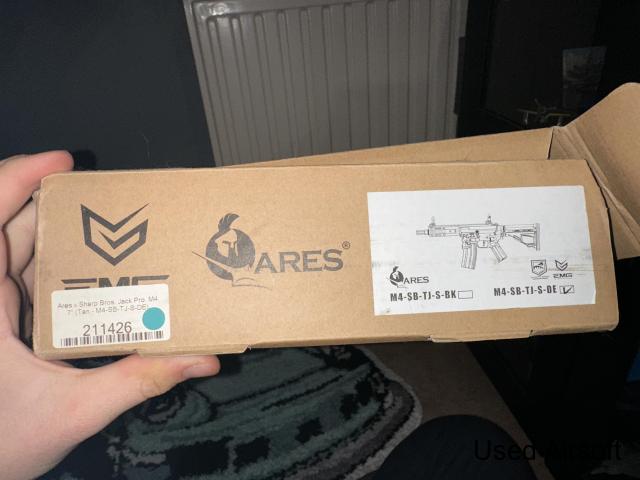 EMG
ARES®
Ares x Sharp Bros. Jack Pro. M4
7" (Tan - M4-SB-TJ-S-DE)
211426
ARES
EMG
M4-SB-TJ-S-BK
M4-SB-TJ-S-DE
Used Airsoft